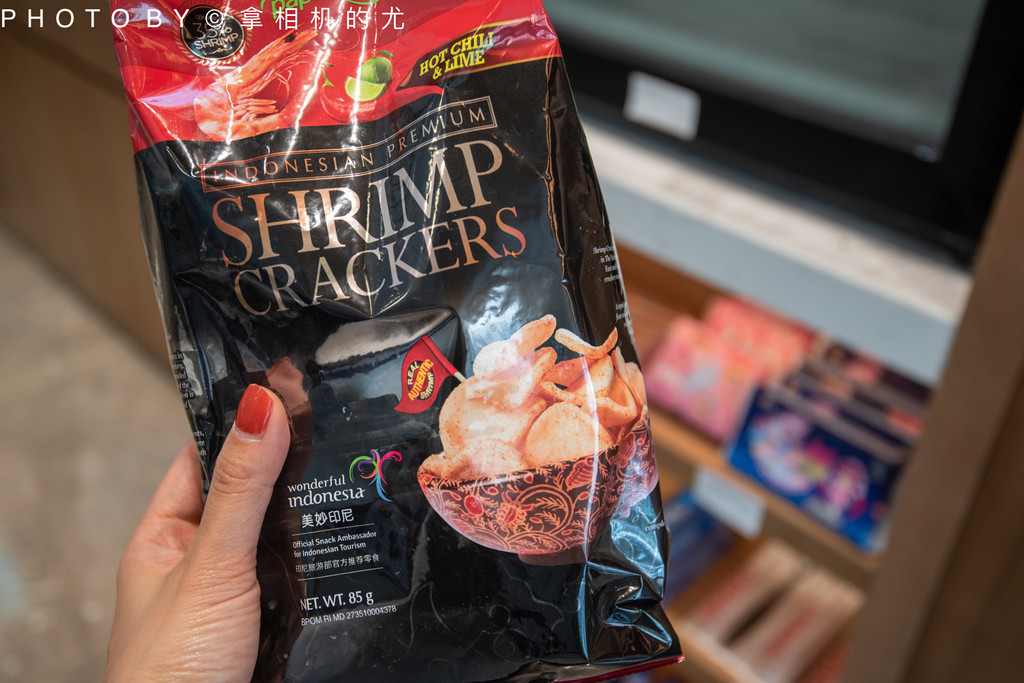 PHOTO BY © 拿相机的尤
35%
SHRIMP
HOT CHILI
& LIME
INDONESIAN PREMIUM
SHRIMP
CRACKERS
REAL
AUTHENTIC
wonderful
indonesia
美妙印尼
Official Snack Ambassador
for Indonesian Tourism
印尼旅游部官方推荐零食
NET. WT. 85 g
BPOM RI MD 273510004378